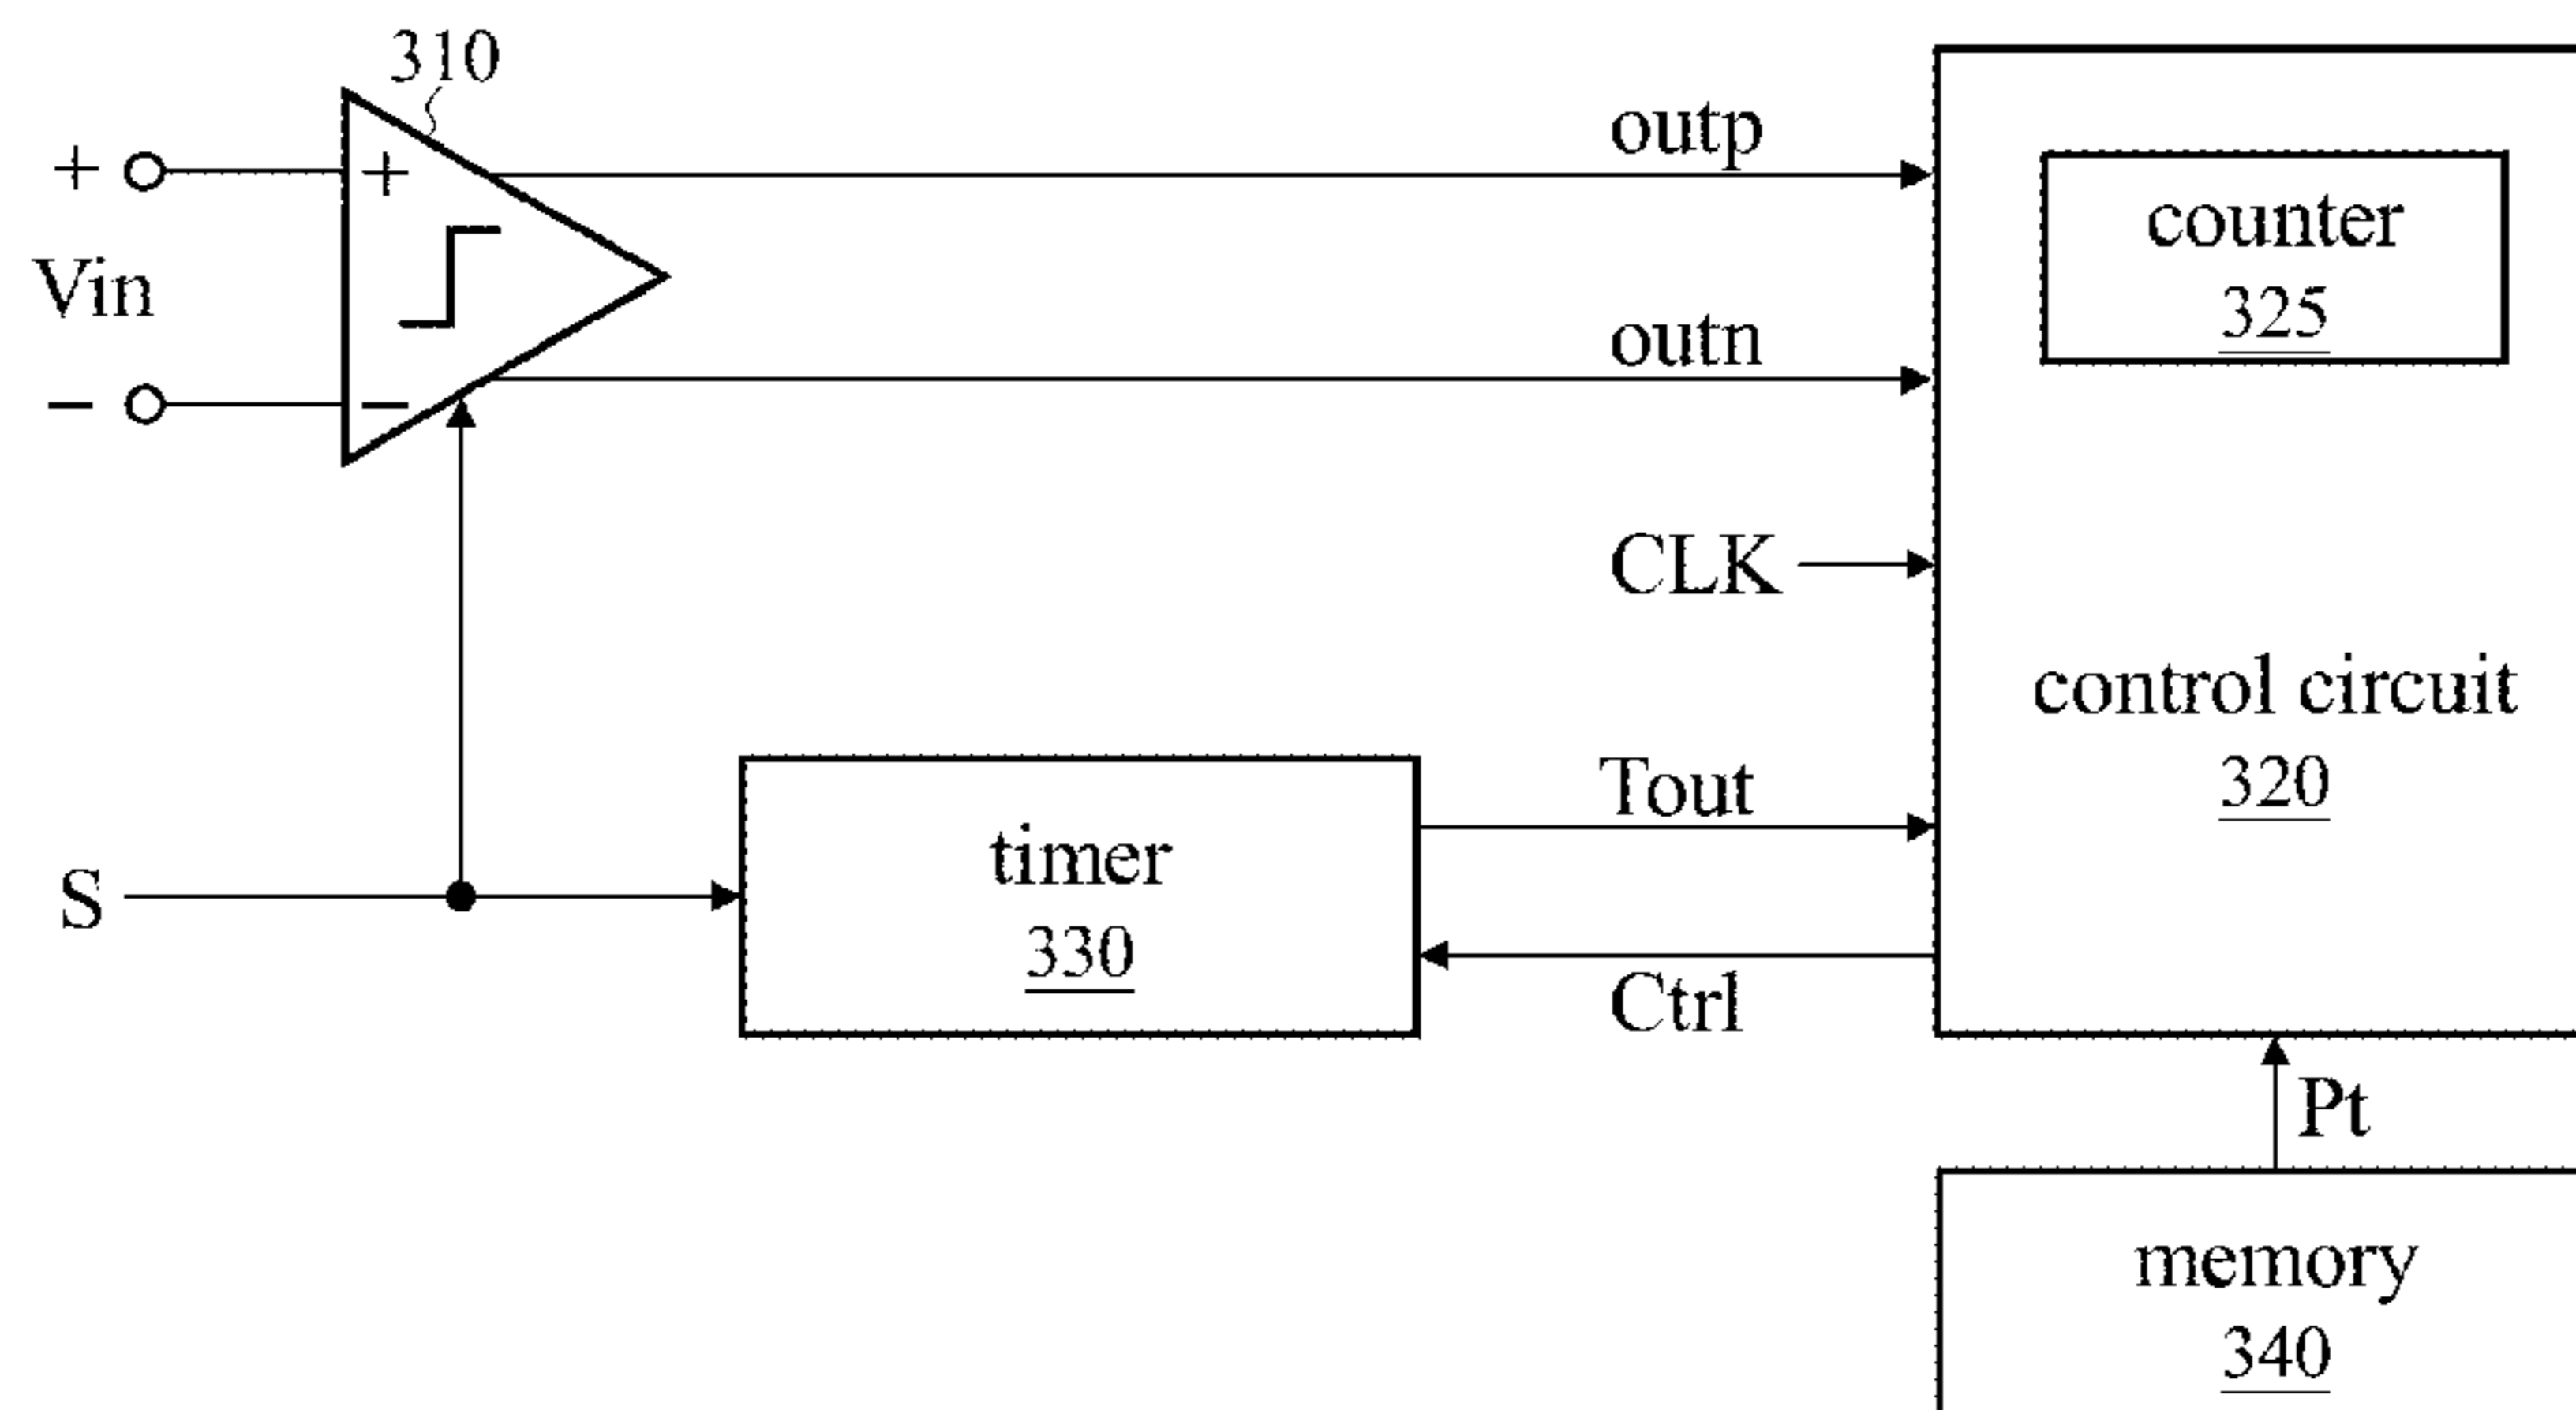 310
outp
+
+
counter
325
Vin
outn
−
−
CLK
control circuit
320
Tout
timer
330
S
Ctrl
Pt
memory
340